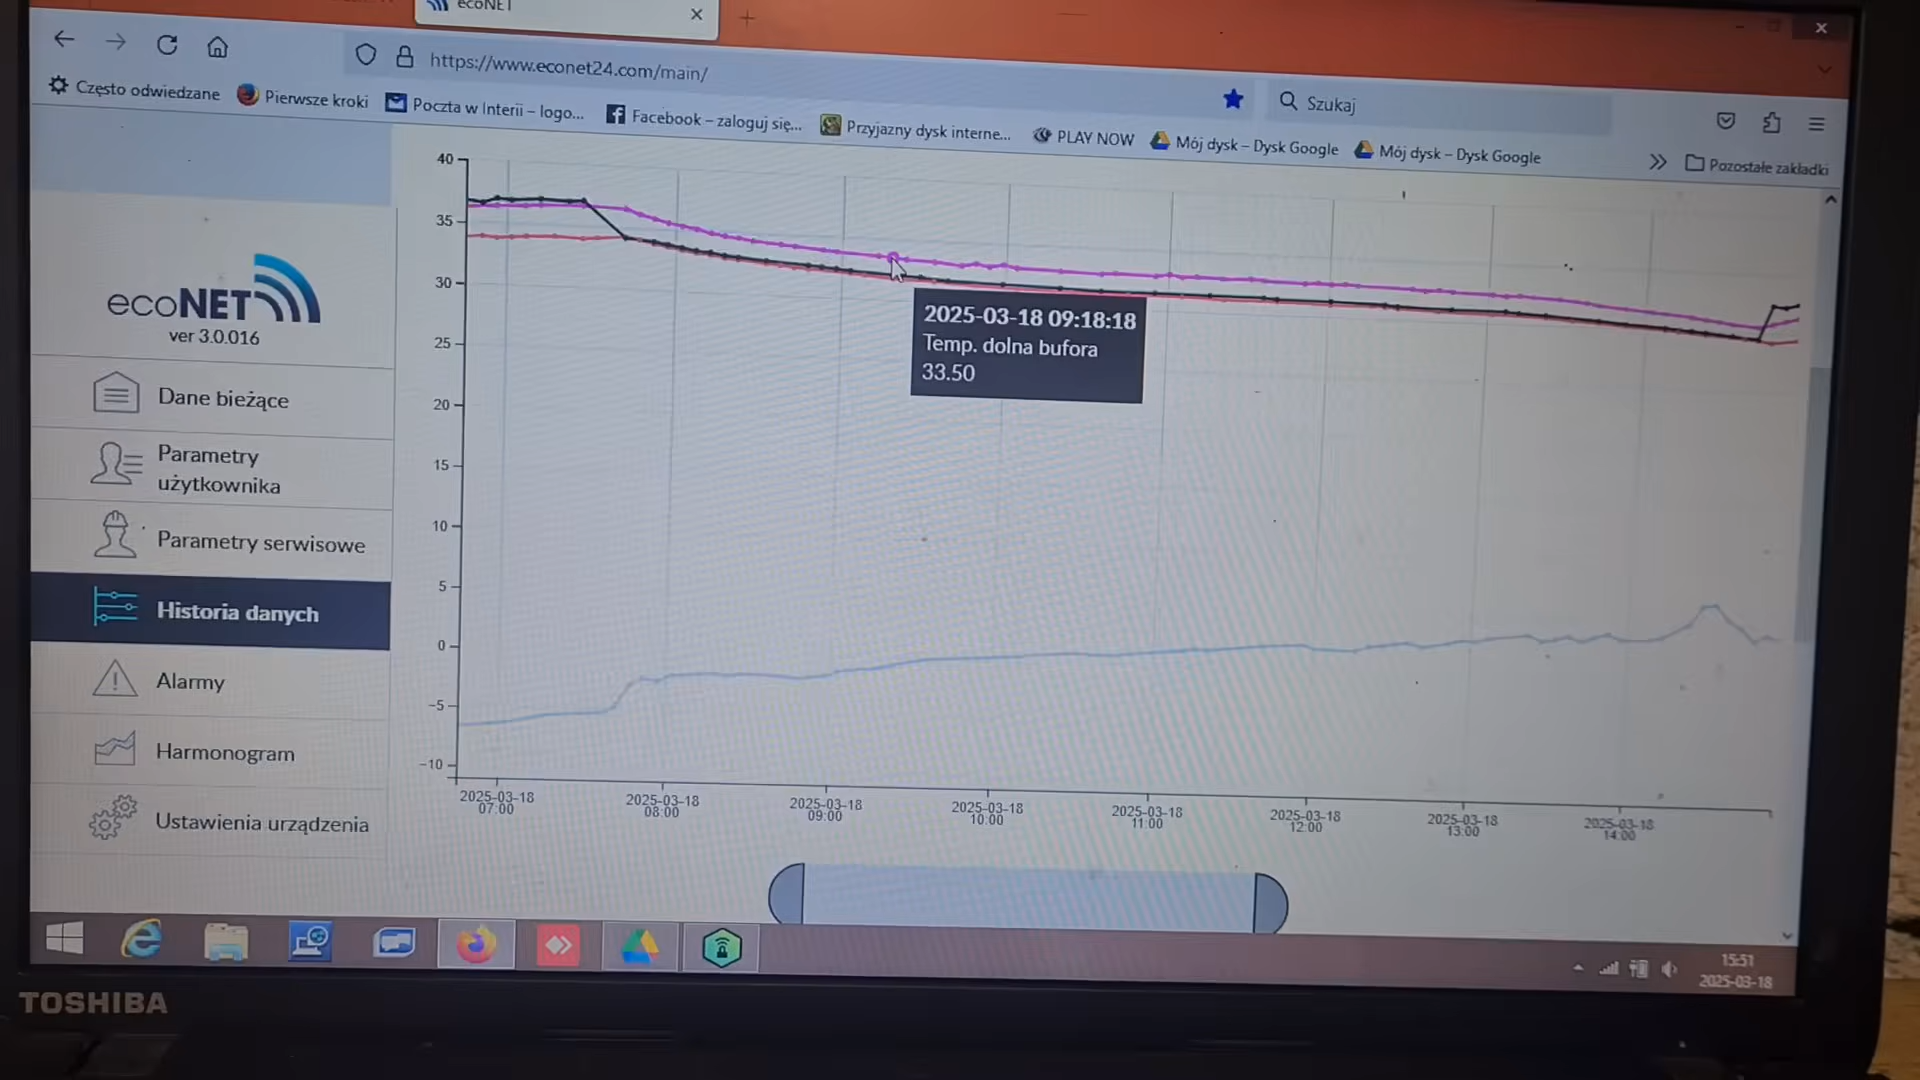 ecoNET
https://www.econet24.com/main/
Szukaj
Często odwiedzane
Pierwsze kroki
Poczta w Interii – logo...
Facebook – zaloguj się...
Przyjazny dysk interne...
PLAY NOW
Mój dysk – Dysk Google
Mój dysk – Dysk Google
Pozostałe zakładki
ecoNET
ver 3.0.016
Dane bieżące
Parametry
użytkownika
Parametry serwisowe
Historia danych
Alarmy
Harmonogram
Ustawienia urządzenia
40
35
30
25
20
15
10
5
0
−5
−10
2025-03-18 09:18:18
Temp. dolna bufora
33.50
2025-03-18
07:00
2025-03-18
08:00
2025-03-18
09:00
2025-03-18
10:00
2025-03-18
11:00
2025-03-18
12:00
2025-03-18
13:00
2025-03-18
14:00
15:51
2025-03-18
TOSHIBA